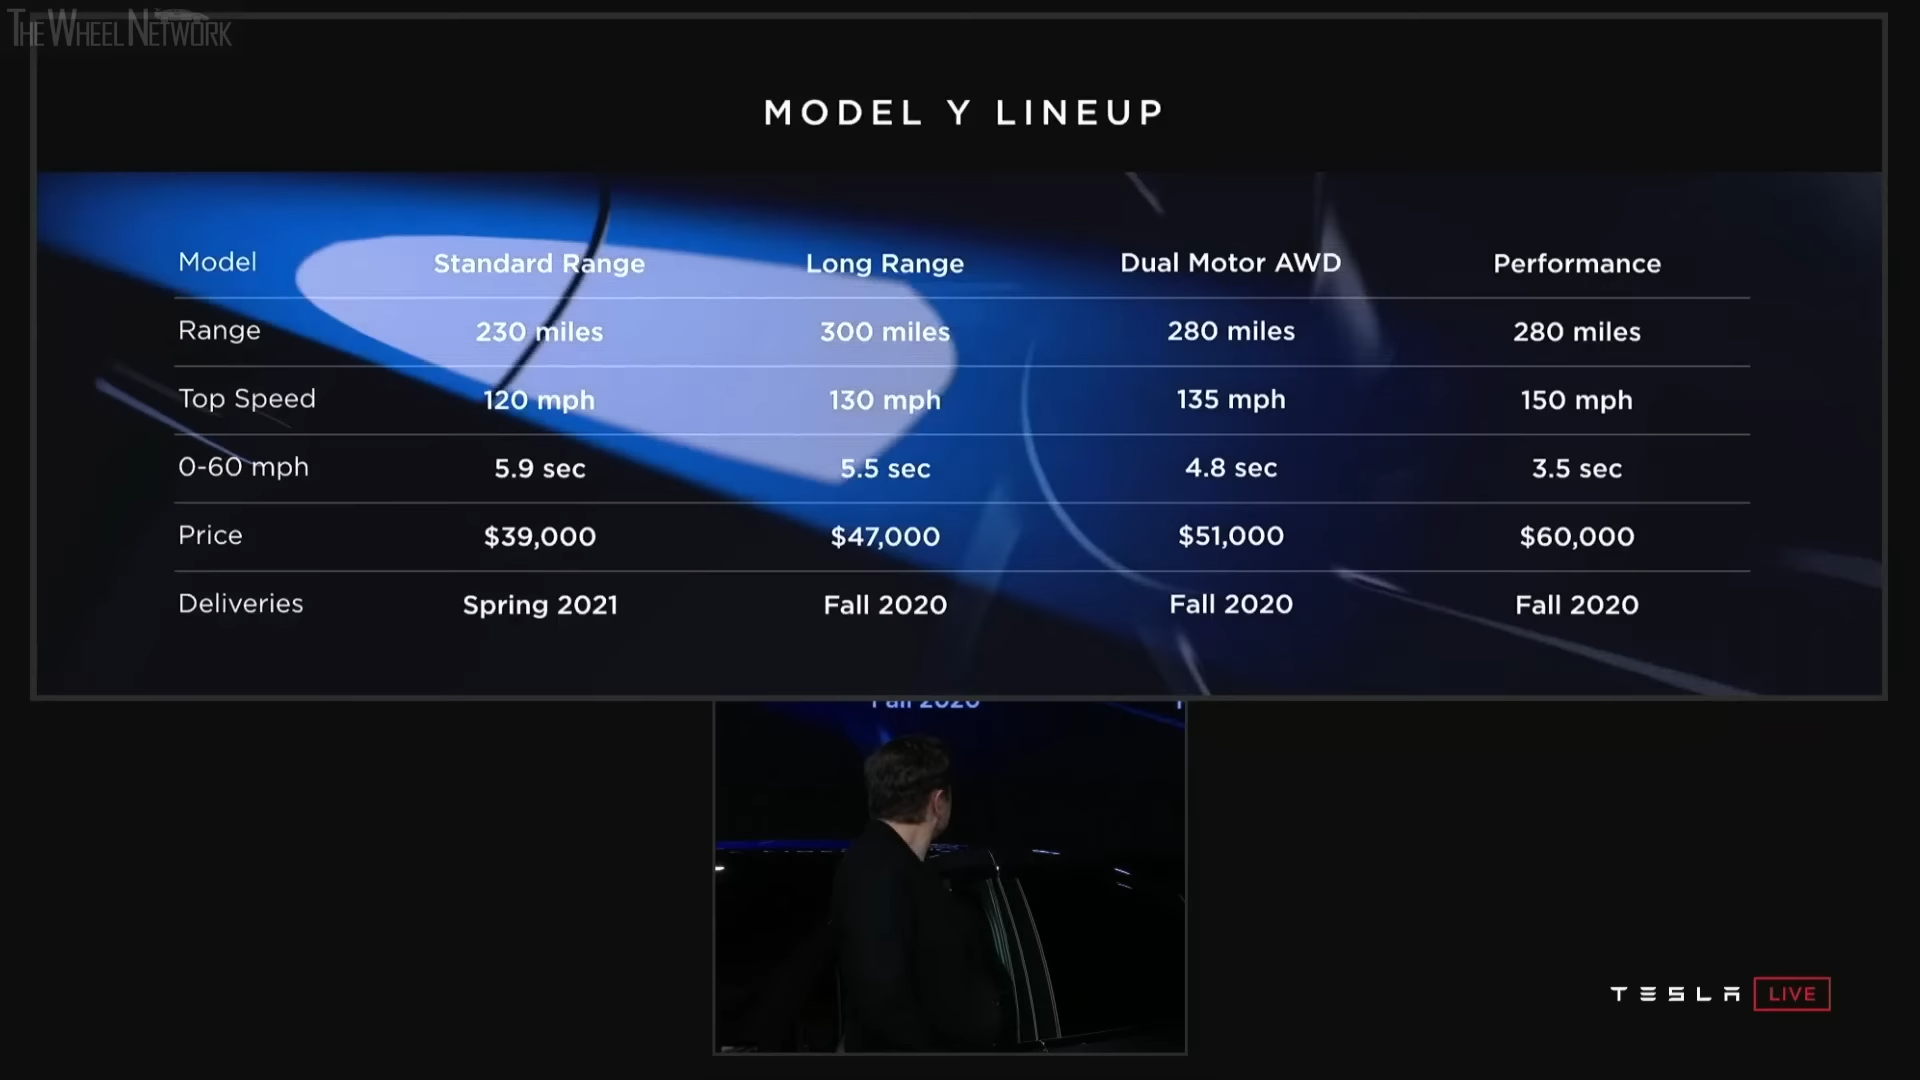 THE WHEEL NETWORK
MODEL Y LINEUP
Model Standard Range Long Range Dual Motor AWD Performance
Range 230 miles 300 miles 280 miles 280 miles
Top Speed 120 mph 130 mph 135 mph 150 mph
0-60 mph 5.9 sec 5.5 sec 4.8 sec 3.5 sec
Price $39,000 $47,000 $51,000 $60,000
Deliveries Spring 2021 Fall 2020 Fall 2020 Fall 2020
Fall 2020
TESLA LIVE